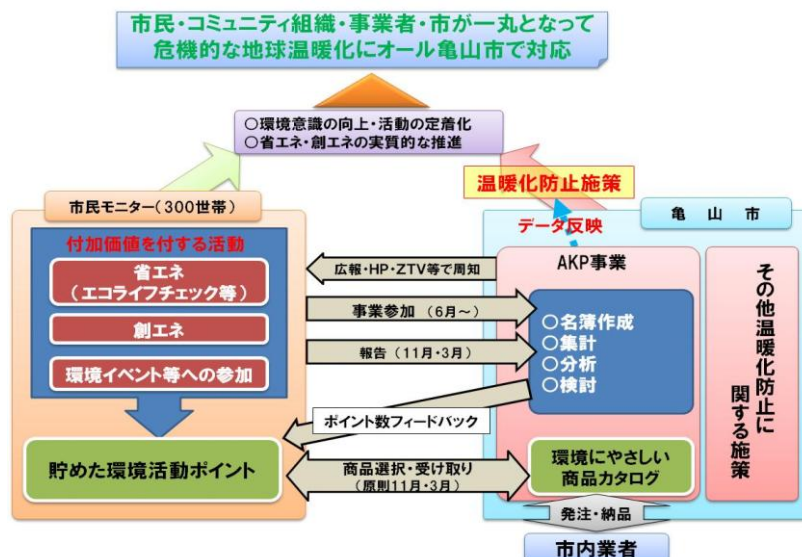 市民・コミュニティ組織・事業者・市が一丸となって
危機的な地球温暖化にオール亀山市で対応
○環境意識の向上・活動の定着化
○省エネ・創エネの実質的な推進
温暖化防止施策
データ反映
市民モニター（300世帯）
付加価値を付する活動
省エネ
（エコライフチェック等）
創エネ
環境イベント等への参加
貯めた環境活動ポイント
広報・HP・ZTV等で周知
事業参加 （6月～）
報告 （11月・3月）
ポイント数フィードバック
商品選択・受け取り
（原則11月・3月）
亀 山 市
AKP事業
○名簿作成
○集計
○分析
○検討
環境にやさしい
商品カタログ
その他温暖化防止に
関する施策
発注・納品
市内業者